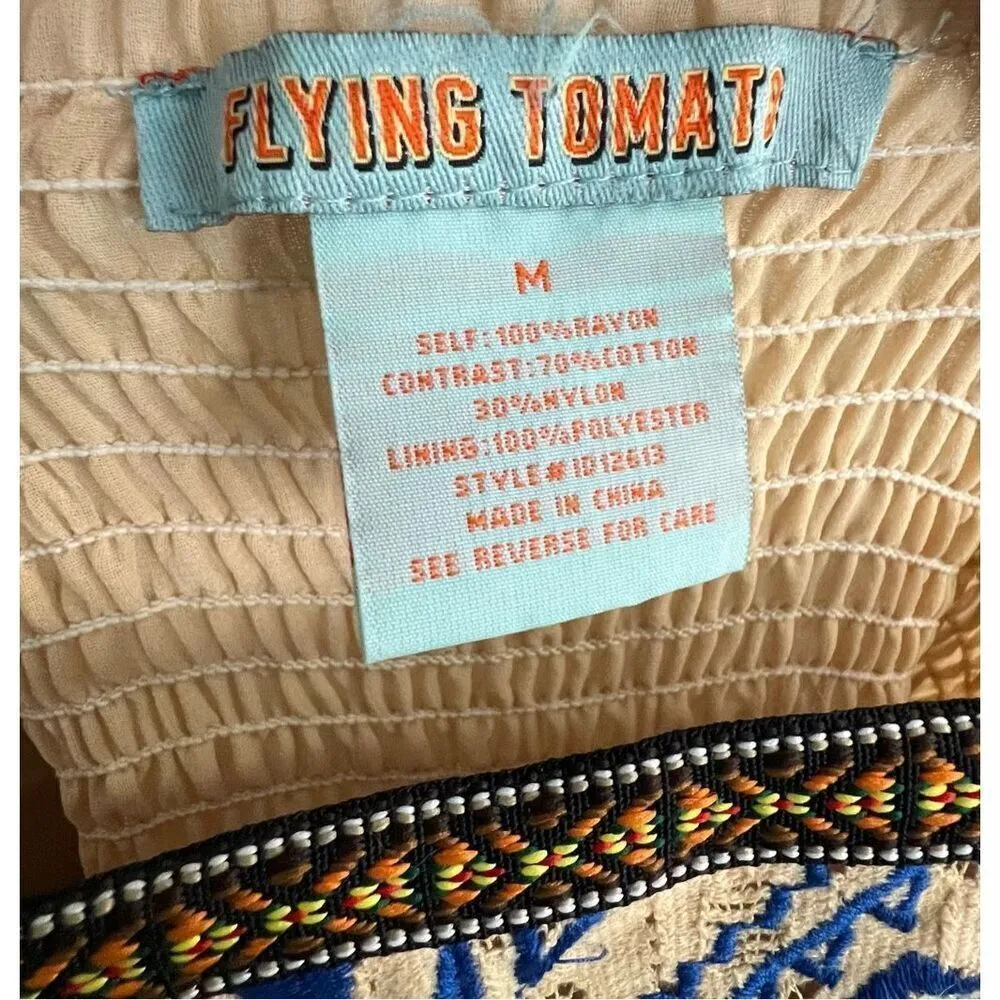 FLYING TOMATO
M
SELF:100%RAYON
CONTRAST:70%COTTON
30%NYLON
LINING:100%POLYESTER
STYLE#ID12613
MADE IN CHINA
SEE REVERSE FOR CARE